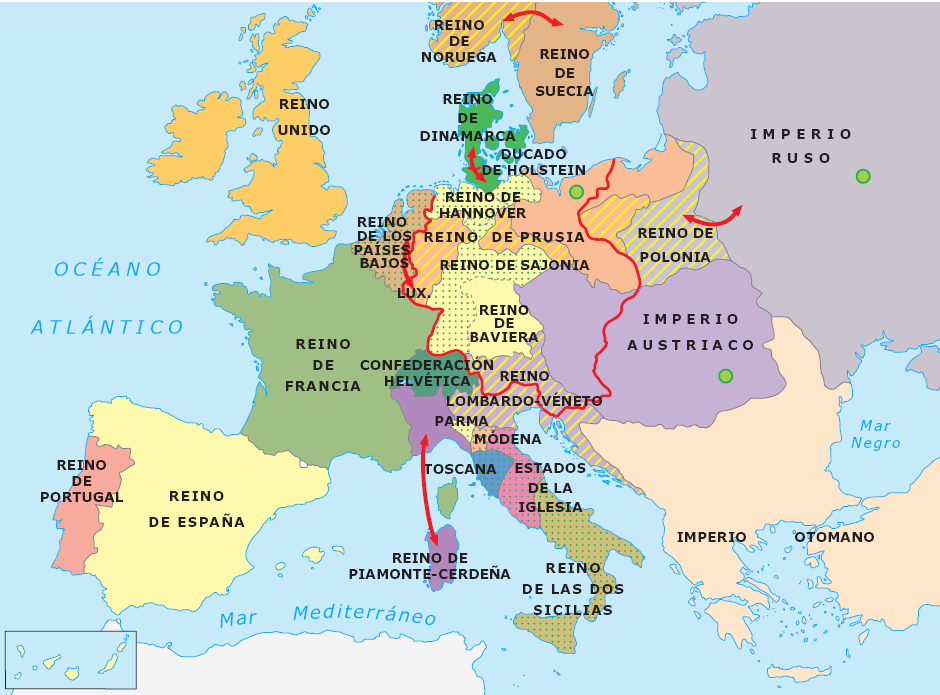 REINO
DE
NORUEGA
REINO
DE
SUECIA
REINO
UNIDO
REINO
DE
DINAMARCA
DUCADO
DE HOLSTEIN
IMPERIO
RUSO
REINO DE
HANNOVER
REINO
DE LOS
PAÍSES
BAJOS
REINO DE PRUSIA
REINO DE
POLONIA
REINO DE SAJONIA
LUX.
OCÉANO
ATLÁNTICO
REINO
DE
BAVIERA
IMPERIO
AUSTRIACO
REINO
DE
FRANCIA
CONFEDERACIÓN
HELVÉTICA
REINO
LOMBARDO-VÉNETO
PARMA
MÓDENA
Mar
Negro
TOSCANA
ESTADOS
DE LA
IGLESIA
REINO
DE
PORTUGAL
REINO
DE ESPAÑA
IMPERIO OTOMANO
REINO DE
PIAMONTE-CERDEÑA
REINO
DE LAS DOS
SICILIAS
Mar Mediterráneo